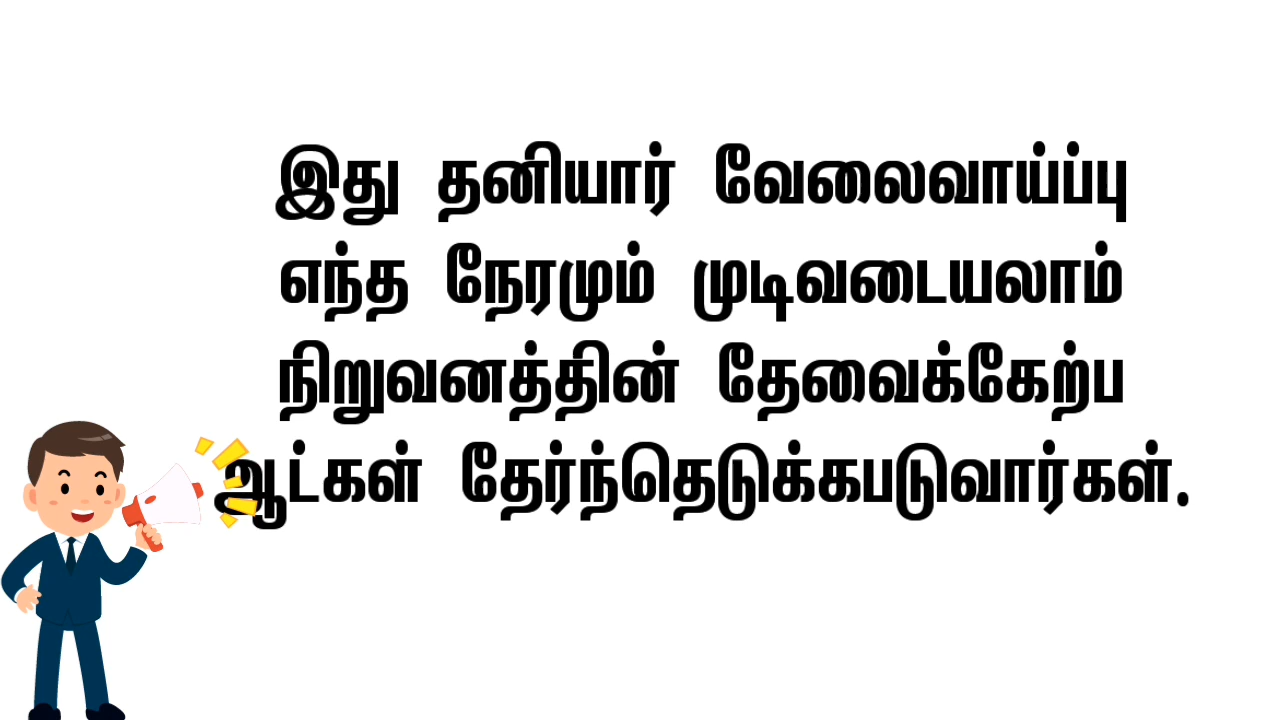 இது தனியார் வேலைவாய்ப்பு
எந்த நேரமும் முடிவடையலாம்
நிறுவனத்தின் தேவைக்கேற்ப
ஆட்கள் தேர்ந்தெடுக்கபடுவார்கள்.